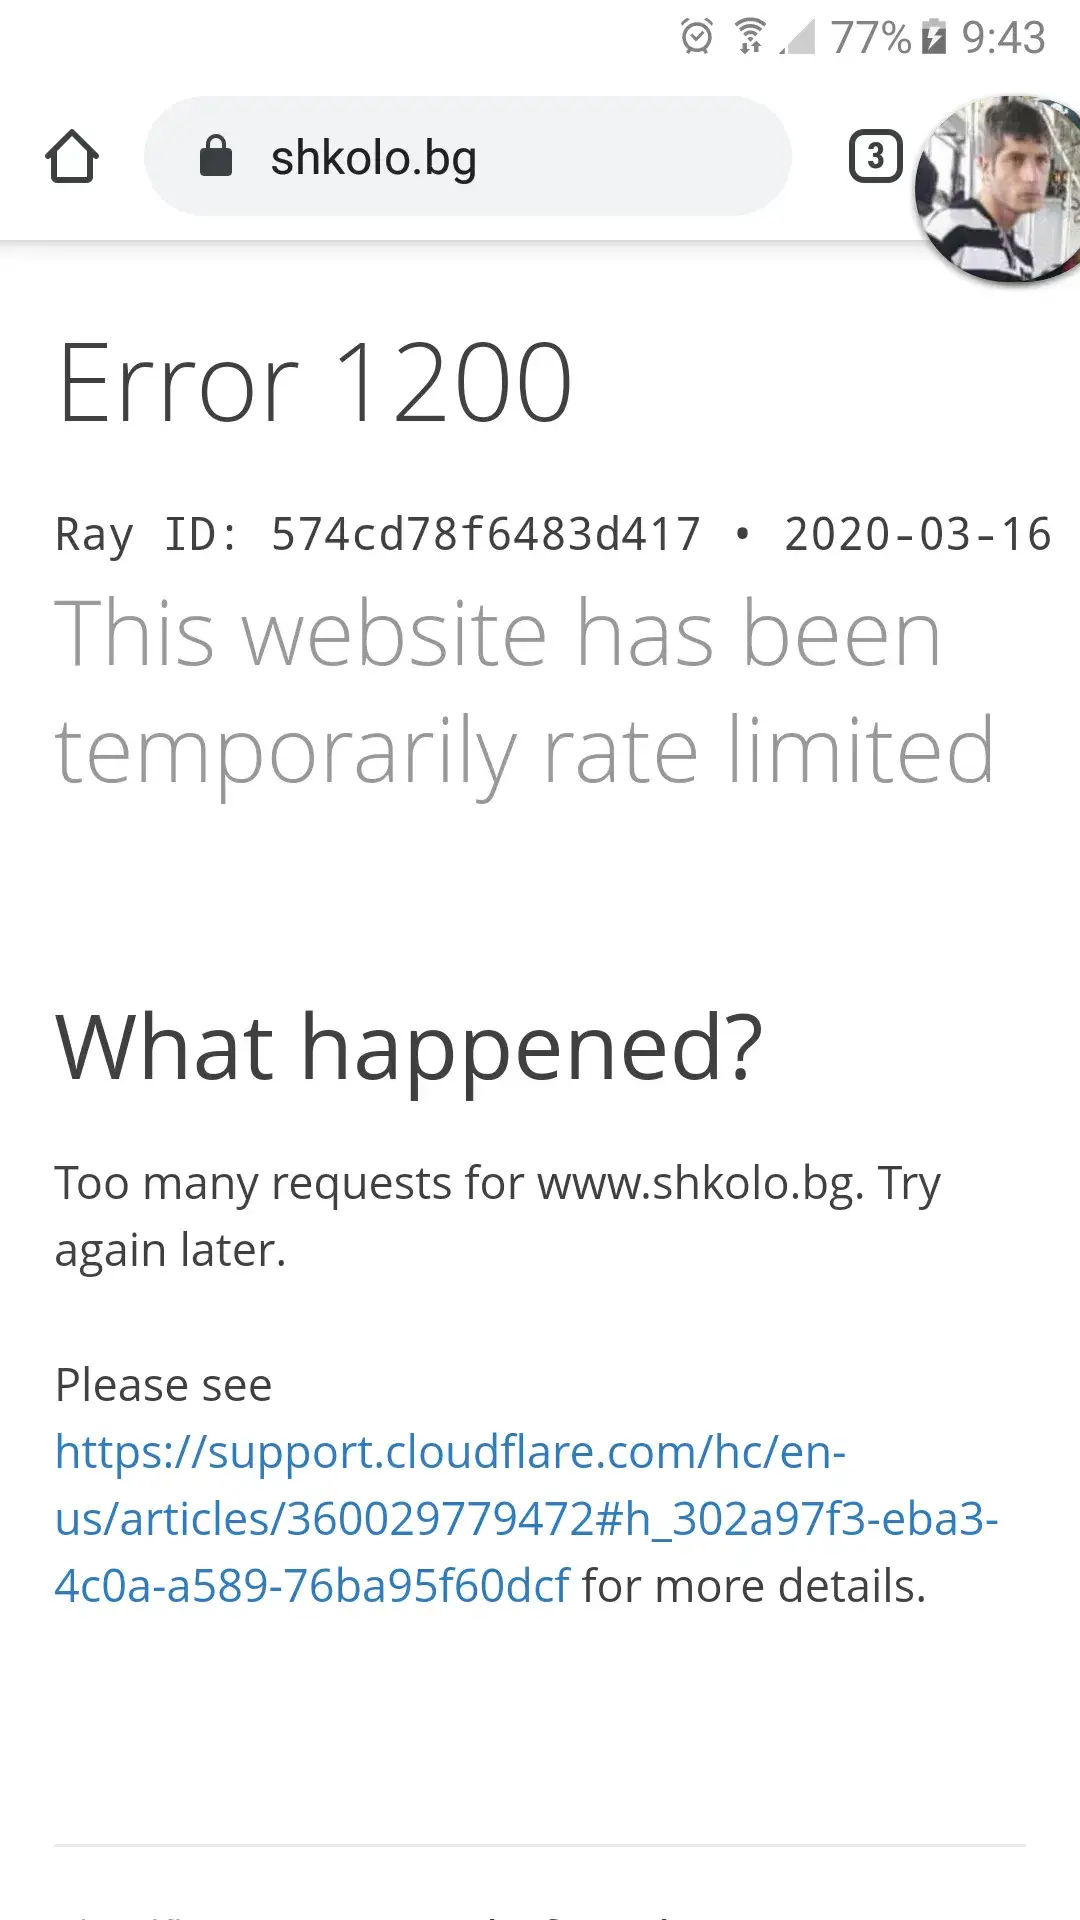 77% 9:43
shkolo.bg 3
Error 1200
Ray ID: 574cd78f6483d417 • 2020-03-16
This website has been
temporarily rate limited
What happened?
Too many requests for www.shkolo.bg. Try
again later.
Please see
https://support.cloudflare.com/hc/en-
us/articles/360029779472#h_302a97f3-eba3-
4c0a-a589-76ba95f60dcf for more details.